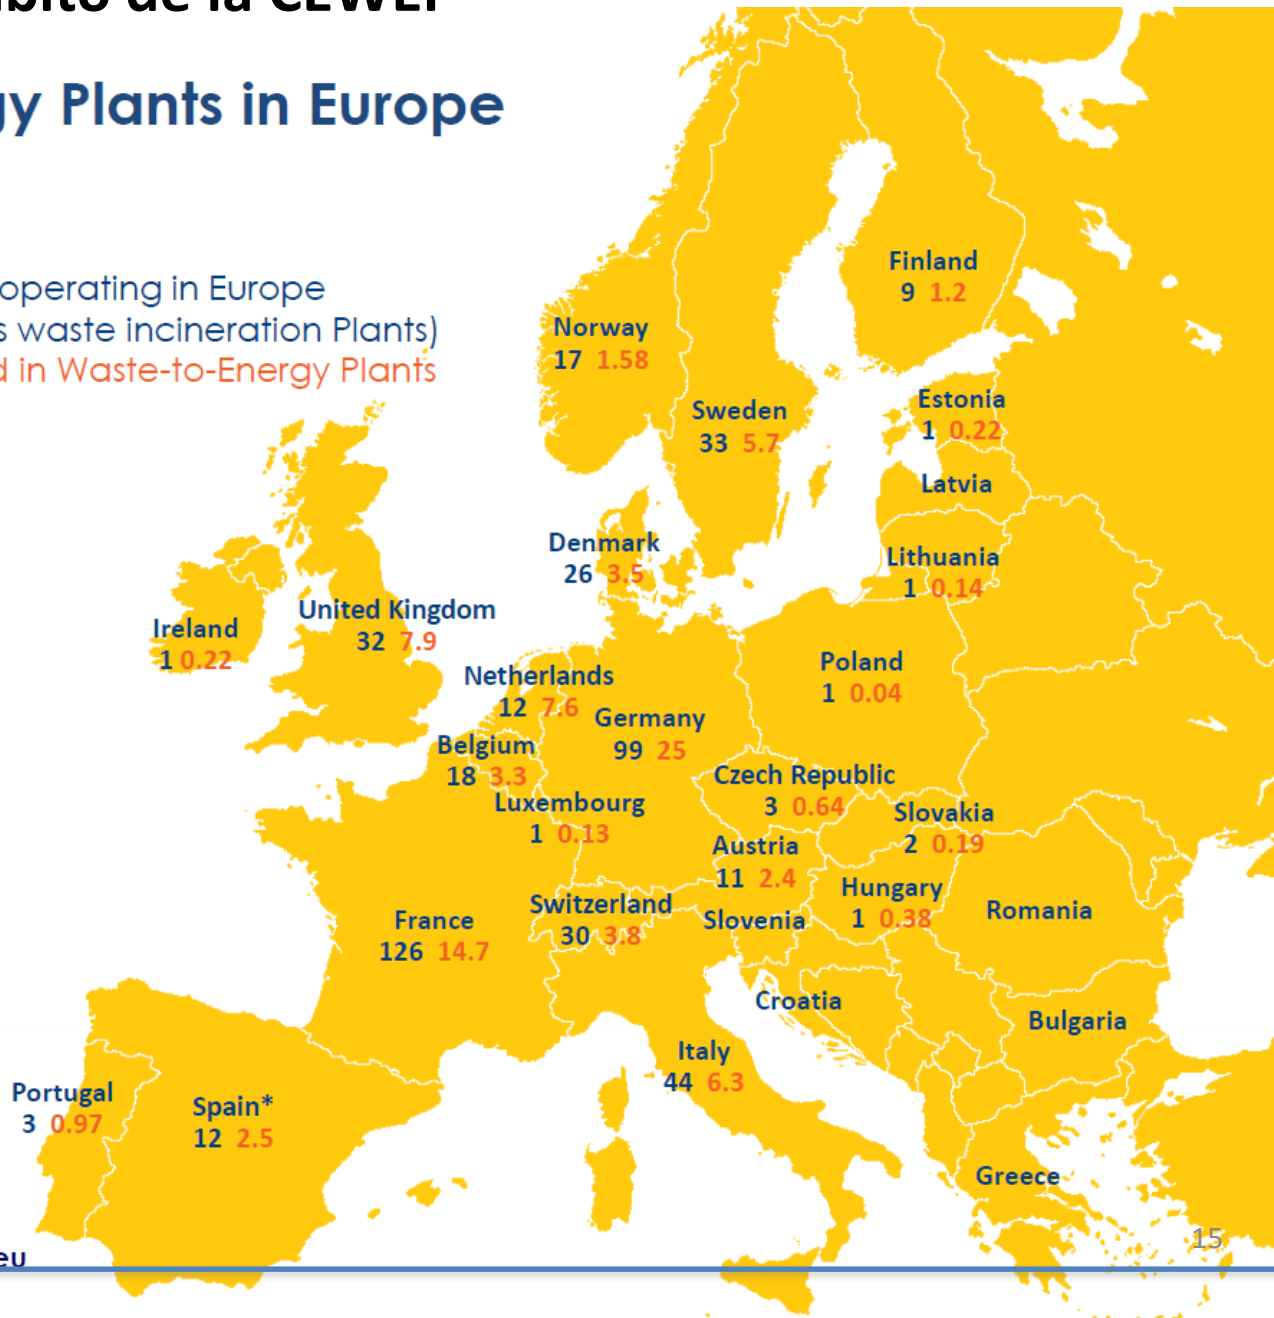 de la CEWEP
Plants in Europe
operating in Europe
waste incineration Plants)
in Waste-to-Energy Plants
Finland
9 1.2
Norway
17 1.58
Estonia
1 0.22
Sweden
33 5.7
Latvia
Denmark
26 3.5
Lithuania
1 0.14
United Kingdom
32 7.9
Ireland
1 0.22
Poland
1 0.04
Netherlands
12 7.6
Germany
99 25
Belgium
18 3.3
Czech Republic
3 0.64
Luxembourg
1 0.13
Slovakia
2 0.19
Austria
11 2.4
Hungary
1 0.38
Switzerland
30 3.8
Slovenia
Romania
France
126 14.7
Croatia
Bulgaria
Italy
44 6.3
Portugal
3 0.97
Spain*
12 2.5
Greece
15
eu